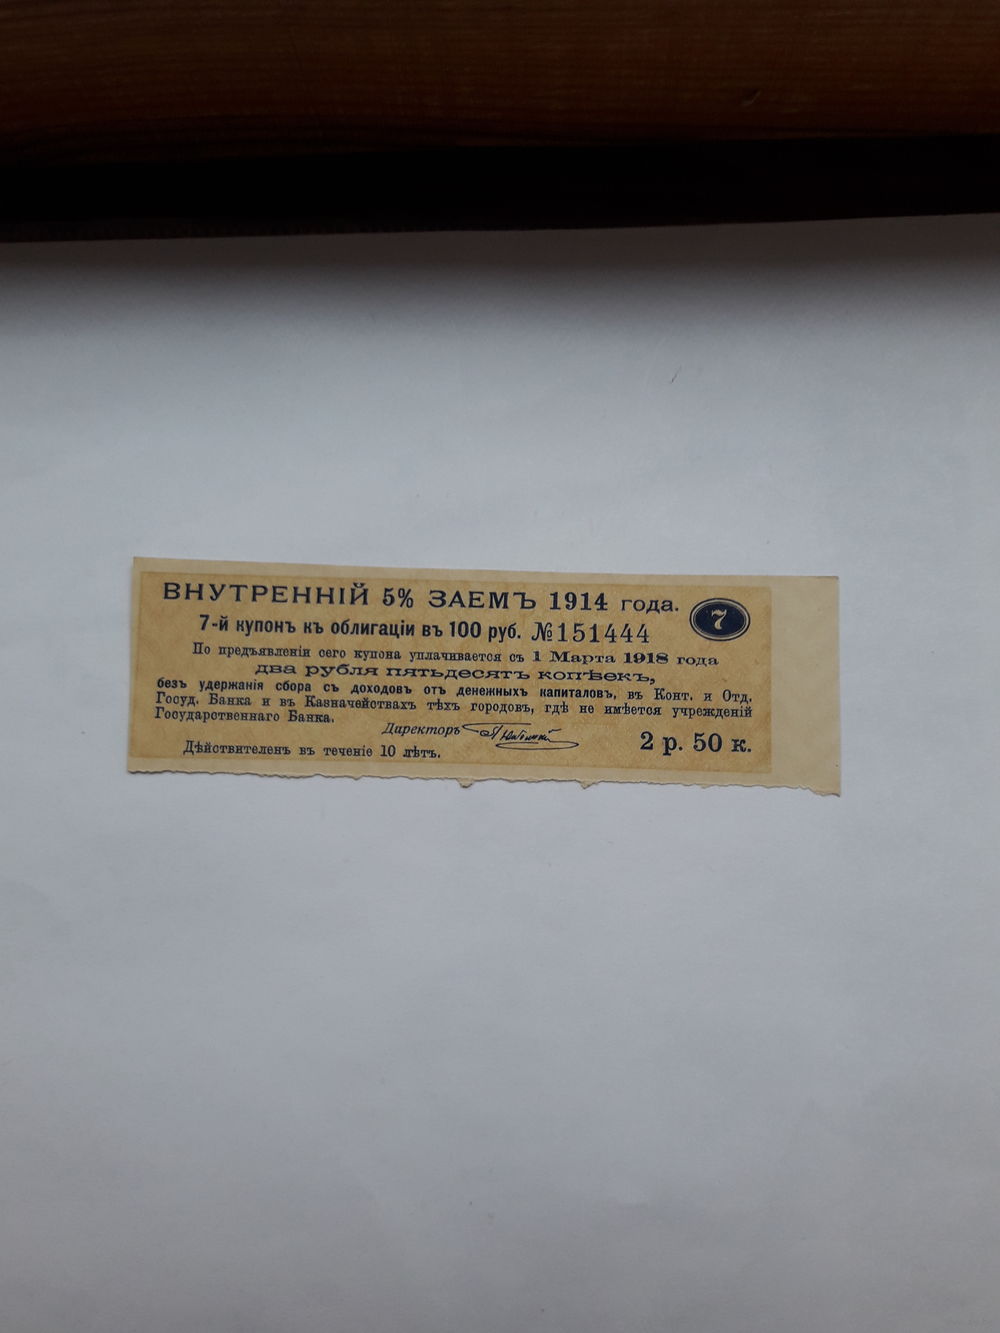 ВНУТРЕННІЙ 5% ЗАЕМЪ 1914 года.
7
7-й купонъ къ облигаціи въ 100 руб. №151444
По предъявленіи сего купона уплачивается съ 1 Марта 1918 года
два рубля пятьдесятъ копѣекъ,
безъ удержанія сбора съ доходовъ отъ денежныхъ капиталовъ, въ Конт. и Отд.
Госуд. Банка и въ Казначействахъ тѣхъ городовъ, гдѣ не имѣется учрежденій
Государственнаго Банка.
Директоръ
2 р. 50 к.
Дѣйствителенъ въ теченіе 10 лѣтъ.